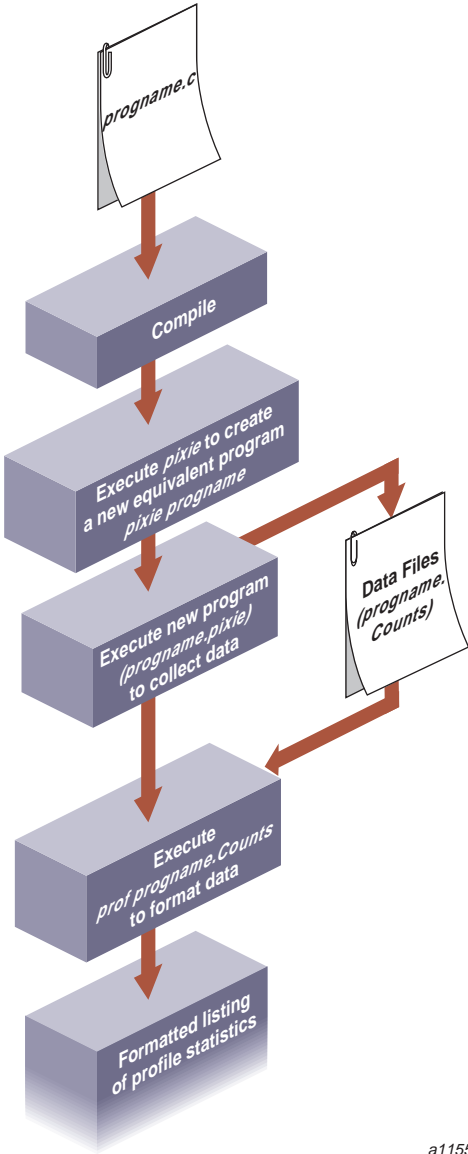 progname.c
Compile
Execute pixie to create
a new equivalent program
pixie progname
Execute new program
(progname.pixie)
to collect data
Data Files
(progname.
Counts)
Execute
prof progname.Counts
to format data
Formatted listing
of profile statistics
a1155